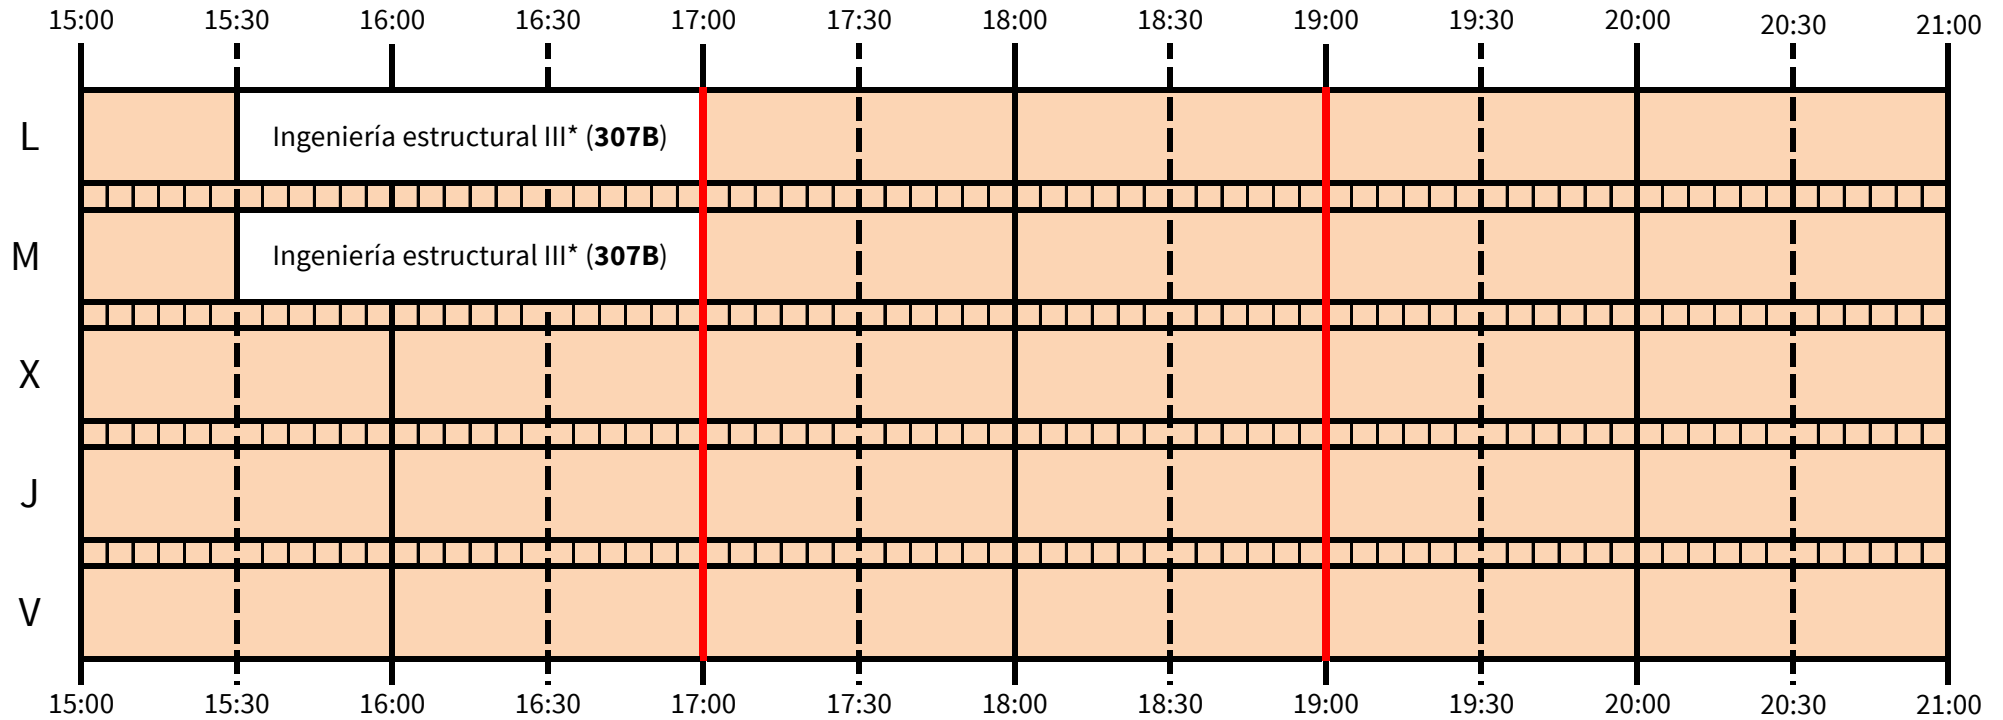 15:00 15:30 16:00 16:30 17:00 17:30 18:00 18:30 19:00 19:30 20:00 20:30 21:00
L Ingeniería estructural III* (307B)
M Ingeniería estructural III* (307B)
X
J
V
15:00 15:30 16:00 16:30 17:00 17:30 18:00 18:30 19:00 19:30 20:00 20:30 21:00